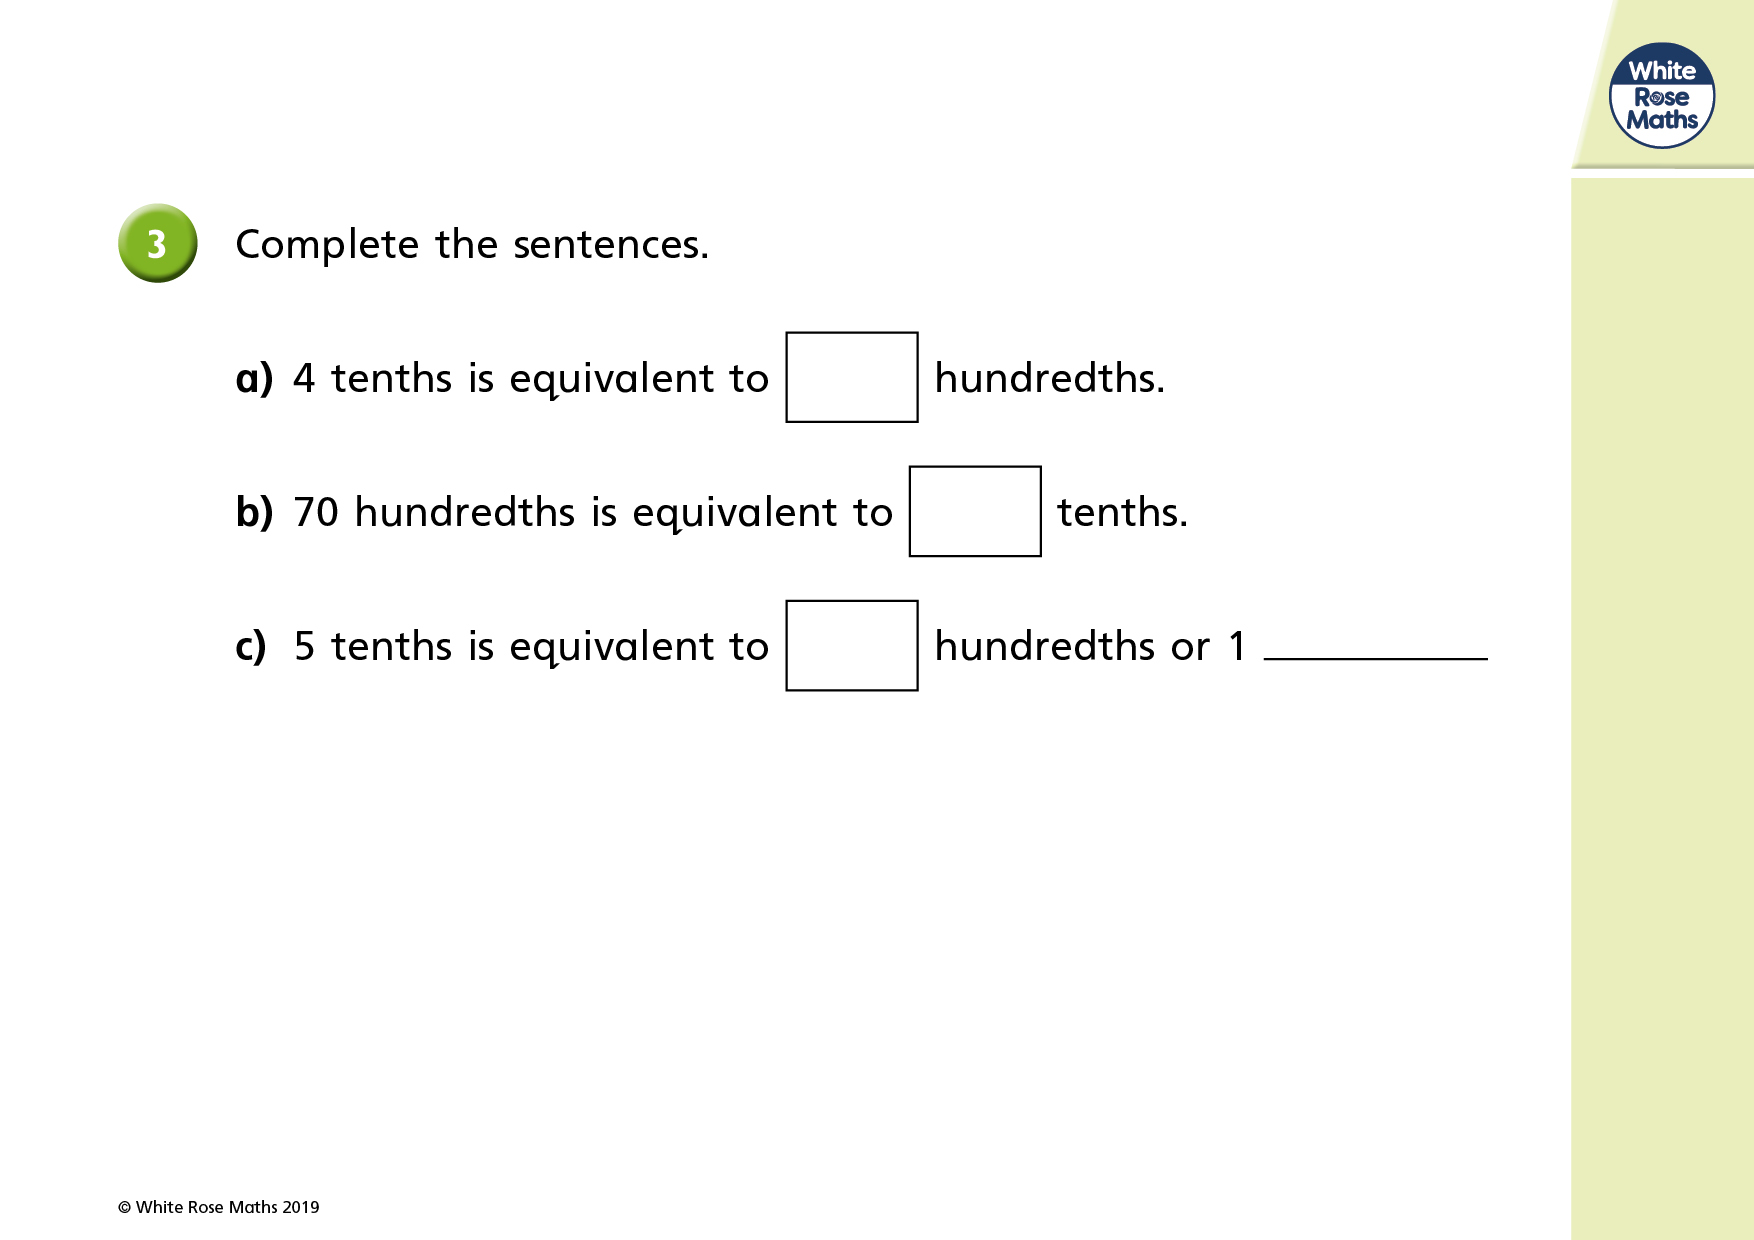 White
Rose
Maths
3 Complete the sentences.
a) 4 tenths is equivalent to hundredths.
b) 70 hundredths is equivalent to tenths.
c) 5 tenths is equivalent to hundredths or 1
© White Rose Maths 2019